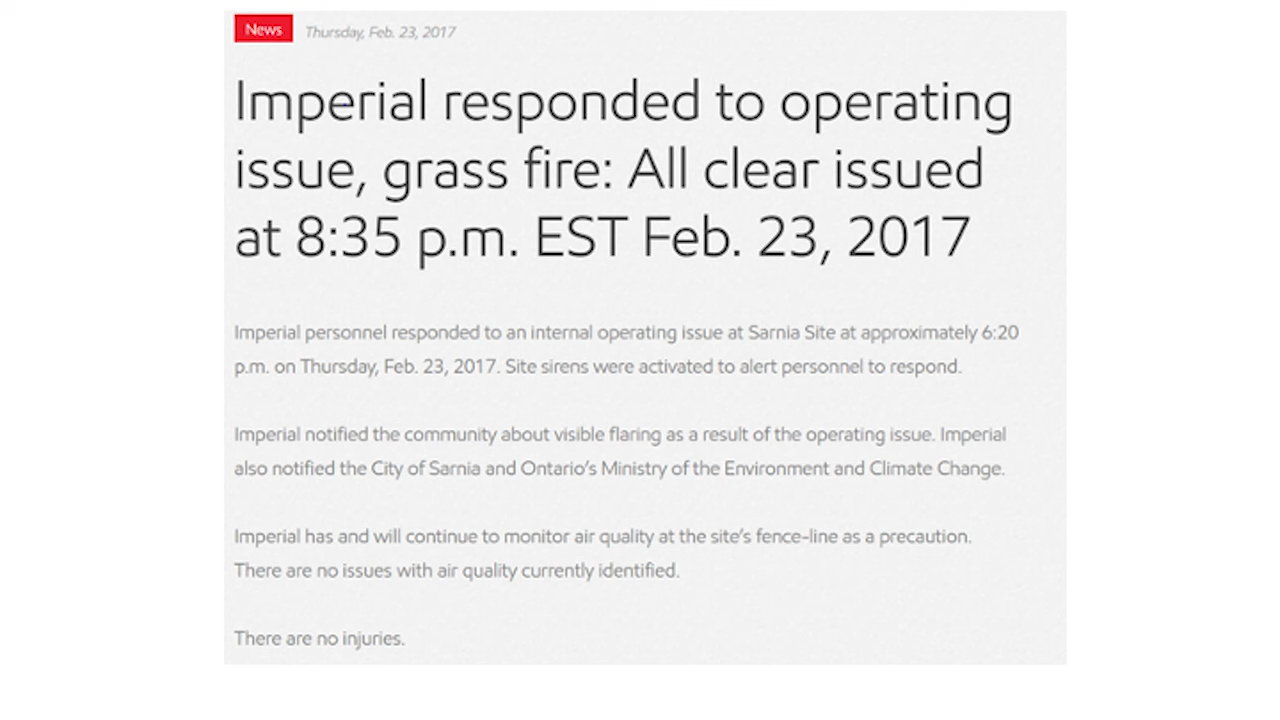 News
Thursday, Feb. 23, 2017
Imperial responded to operating
issue, grass fire: All clear issued
at 8:35 p.m. EST Feb. 23, 2017
Imperial personnel responded to an internal operating issue at Sarnia Site at approximately 6:20
p.m. on Thursday, Feb. 23, 2017. Site sirens were activated to alert personnel to respond.
Imperial notified the community about visible flaring as a result of the operating issue. Imperial
also notified the City of Sarnia and Ontario's Ministry of the Environment and Climate Change.
Imperial has and will continue to monitor air quality at the site's fence-line as a precaution.
There are no issues with air quality currently identified.
There are no injuries.